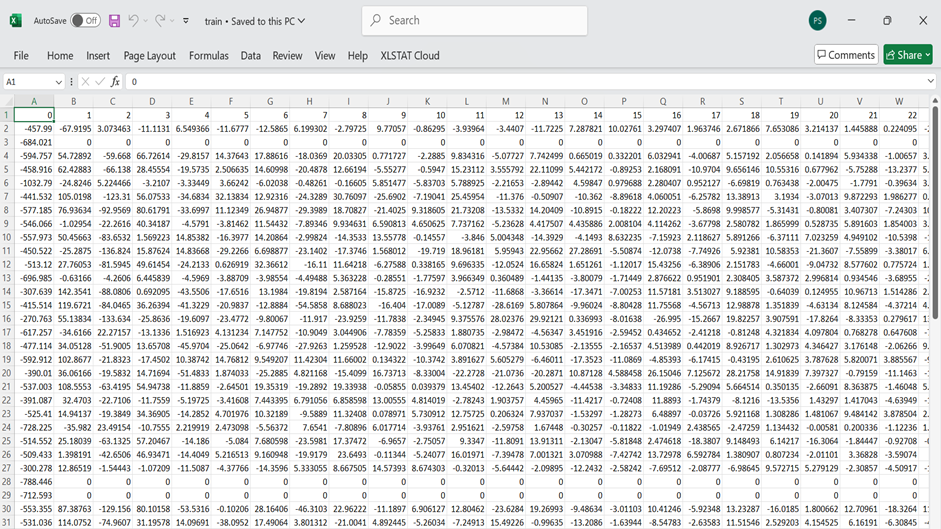 AutoSave Off train • Saved to this PC Search PS
File Home Insert Page Layout Formulas Data Review View Help XLSTAT Cloud Comments Share
A1 fx 0
A B C D E F G H I J K L M N O P Q R S T U V W
1 0 1 2 3 4 5 6 7 8 9 10 11 12 13 14 15 16 17 18 19 20 21 22
2 -457.99 -67.9195 3.073463 -11.1131 6.549366 -11.6777 -12.5865 6.199302 -2.79725 9.77057 -0.86295 -3.93964 -3.4407 -11.7225 7.287821 10.02761 3.297407 1.963746 2.671866 7.653086 3.214137 1.445888 0.224095
3 -684.021 0 0 0 0 0 0 0 0 0 0 0 0 0 0 0 0 0 0 0 0 0 0
4 -594.757 54.72892 -59.668 66.72614 -29.8157 14.37643 17.88616 -18.0369 20.03305 0.771727 -2.2885 9.834316 -5.07727 7.742499 0.665019 0.332201 6.032941 -4.00687 5.157192 2.056658 0.141894 5.934338 -1.00657
5 -458.916 62.42883 -66.138 28.45554 -19.5735 2.506635 14.60998 -20.4878 12.66194 -5.55277 -0.5947 15.23112 3.555792 22.11099 5.442172 -0.89253 2.168091 -10.9704 9.656146 10.55316 0.677962 -5.75288 -13.2377
6 -1032.79 -24.8246 5.224466 -3.2107 -3.33449 3.66242 -6.02038 -0.48261 -0.16605 5.851477 -5.83703 5.788925 -2.21653 -2.89442 4.59847 0.979688 2.280407 0.952127 -6.69819 0.763438 -2.00475 -1.7791 -0.39634
7 -441.532 105.0198 -123.31 56.07533 -34.6834 32.13834 12.92316 -24.3289 30.76097 -25.6902 -7.19041 25.45994 -11.376 -0.50907 -10.362 -8.89618 4.060051 -6.25782 13.38913 3.1934 -3.07013 9.872293 1.986277
8 -577.185 76.93634 -92.9569 80.61791 -33.6997 11.12349 26.94877 -29.3989 18.70827 -21.4025 9.318605 21.73208 -13.5332 14.20409 -10.8915 -0.18222 12.20223 -5.8698 9.998577 -5.31431 -0.80081 3.407307 -7.24303
9 -546.066 -1.02954 -22.2616 40.34187 -4.5791 -3.81462 11.54432 -7.89346 9.934631 6.590813 4.650625 7.737162 -5.23628 4.417507 4.435886 2.008104 4.114262 -0.33677 -0.98132 2.580798 1.865999 0.528735 5.891603
10 -557.973 50.45663 -83.6532 1.569223 14.85382 -16.3977 14.20864 -2.99824 -14.3533 13.55778 -0.14557 -3.846 5.004348 -14.3929 -4.1493 8.632235 -7.15923 2.118627 5.891266 -6.37111 7.023759 4.949102 -10.5398
11 -450.522 -25.2875 -136.824 15.87624 14.83668 -29.2266 6.698877 -23.1402 -17.3746 1.568012 -19.719 18.96181 5.95943 22.95662 27.28691 -5.50874 -12.0738 -7.74926 5.92381 10.58353 -21.3607 -7.55899 -3.38017
12 -513.12 27.76053 -81.5945 49.61454 -24.2133 0.626919 32.36612 -16.11 11.64218 -6.27588 0.338165 9.696335 -12.0524 16.65824 1.651261 -1.12017 15.43256 -6.38906 2.151783 -4.66001 -9.04732 8.577602 0.775724
13 -696.985 -0.63166 -4.2606 6.445839 -4.5969 -3.88709 -3.98554 -4.49488 5.363228 -0.28551 -1.77597 3.966349 0.360489 -1.44135 -3.80079 -1.71449 2.876622 0.951901 2.308405 3.587372 2.996814 0.934546 -3.68955
14 -307.639 142.3541 -88.0806 0.692095 -43.5506 -17.6516 13.1984 -19.8194 2.587164 -15.8725 -16.9232 -2.5712 -11.6868 -3.36614 -17.3471 -7.00253 11.57181 3.513027 9.188595 -0.64039 0.124955 10.96713 1.514286
15 -415.514 119.6721 -84.0465 36.26394 -41.3229 -20.9837 -12.8884 -54.5858 8.688023 -16.404 -17.0089 -5.12787 -28.6169 5.807864 -9.96024 -8.80428 11.75568 -4.56713 12.98878 1.351839 -4.63134 8.124584 -4.37214
16 -270.763 55.13834 -133.634 -25.8636 -19.6097 -23.4772 -9.80067 -11.917 -23.9259 -11.7838 -2.34945 9.375576 28.02376 29.92121 0.336993 -8.01638 -26.995 -15.2667 19.82257 3.907591 -17.8264 -8.33353 0.279617
17 -617.257 -34.6166 22.27157 -13.1336 1.516923 4.131234 7.147752 -10.9049 3.044906 -7.78359 -5.25833 1.880735 -2.98472 -4.56347 3.451916 -2.59452 0.434652 -2.41218 -0.81248 4.321834 4.097804 0.768278 0.647608
18 -477.114 34.05128 -51.9005 13.65708 -45.9704 -25.0642 -6.97746 -27.9263 1.259528 -12.9022 -3.99649 6.070821 -4.57384 10.53085 -2.13555 -2.16537 4.513989 0.442019 8.926717 1.302973 4.346427 3.176148 -2.06266
19 -592.912 102.8677 -21.8323 -17.4502 10.38742 14.76812 9.549207 11.42304 11.66002 0.134322 -10.3742 3.891627 5.605279 -6.46011 -17.3523 -11.0869 -4.85393 -6.17415 -0.43195 2.610625 3.787628 5.820071 3.885567
20 -390.01 36.06166 -19.5832 14.71694 -51.4833 1.874033 -25.2885 4.821168 -15.4099 16.73713 -8.33004 -22.2728 -21.0736 -20.2871 10.87128 4.588458 26.15046 7.125672 28.21758 14.91839 7.397327 -0.79159 -11.1463
21 -537.003 108.5553 -63.4195 54.94738 -11.8859 -2.64501 19.35319 -19.2892 19.33938 -0.05855 0.039379 13.45402 -12.2643 5.200527 -4.44538 -3.34833 11.19286 -5.29094 5.664514 0.350135 -2.66091 8.363875 -1.46048
22 -391.087 32.4703 -22.7106 -11.7559 -5.19725 -3.41608 7.443395 6.791056 6.858598 13.00555 4.814019 -2.78243 1.903757 4.45965 -11.4217 -0.72408 11.8893 -1.74379 -8.1216 -13.5356 1.43297 1.417043 -4.63949
23 -525.41 14.94137 -19.3849 34.36905 -14.2852 4.701976 10.32189 -9.5889 11.32408 0.078971 5.730912 12.75725 0.206324 7.937037 -1.53297 -1.28273 6.48897 -0.03726 5.921168 1.308286 1.481067 9.484142 3.878504
24 -728.225 -35.982 23.49154 -10.7555 2.219919 2.473098 -5.56372 7.6541 -7.80896 6.017714 -3.93761 2.951621 -2.59758 1.67448 -0.30257 -0.11822 -1.01949 2.438565 -2.47259 1.134432 -0.00581 0.200336 -1.12236
25 -514.552 25.18039 -63.1325 57.20467 -14.186 -5.084 7.680598 -23.5981 17.37472 -6.9657 -2.75057 9.3347 -11.8091 13.91311 -2.13047 -5.81848 2.474618 -18.3807 9.148493 6.14217 -16.3064 -1.84447 -0.92708
26 -509.433 1.398191 -42.6506 46.93471 -14.4049 5.216513 9.160948 -19.9179 23.6493 -0.11344 -5.24077 16.01971 -7.39478 7.001321 3.070988 -7.42742 13.72978 6.592784 1.380907 0.807234 -2.01101 3.36828 -3.59074
27 -300.278 12.86519 -1.54443 -1.07209 -11.5087 -4.37766 -14.3596 5.333055 8.667505 14.57393 8.674303 -0.32013 -5.64442 -2.09895 -12.2432 -2.58242 -7.69512 -2.08777 -6.98645 9.572715 5.279129 -2.30857 -4.50917
28 -788.446 0 0 0 0 0 0 0 0 0 0 0 0 0 0 0 0 0 0 0 0 0 0
29 -712.593 0 0 0 0 0 0 0 0 0 0 0 0 0 0 0 0 0 0 0 0 0 0
30 -553.355 87.38763 -129.156 80.10158 -53.5316 -0.10206 28.16406 -46.3103 22.96222 -11.1897 6.906127 12.80462 -23.6284 19.26993 -9.48634 -3.01103 10.41246 -5.92348 13.23287 -16.0185 1.800662 12.70961 -18.3264
31 -531.036 114.0752 -74.9607 31.19578 14.09691 -38.0952 17.49064 3.801312 -21.0041 4.892445 -5.26034 -7.24913 15.49226 -0.99635 -13.2086 -1.63944 -8.54783 -2.63583 11.51546 2.529203 4.154525 6.16191 -6.30845